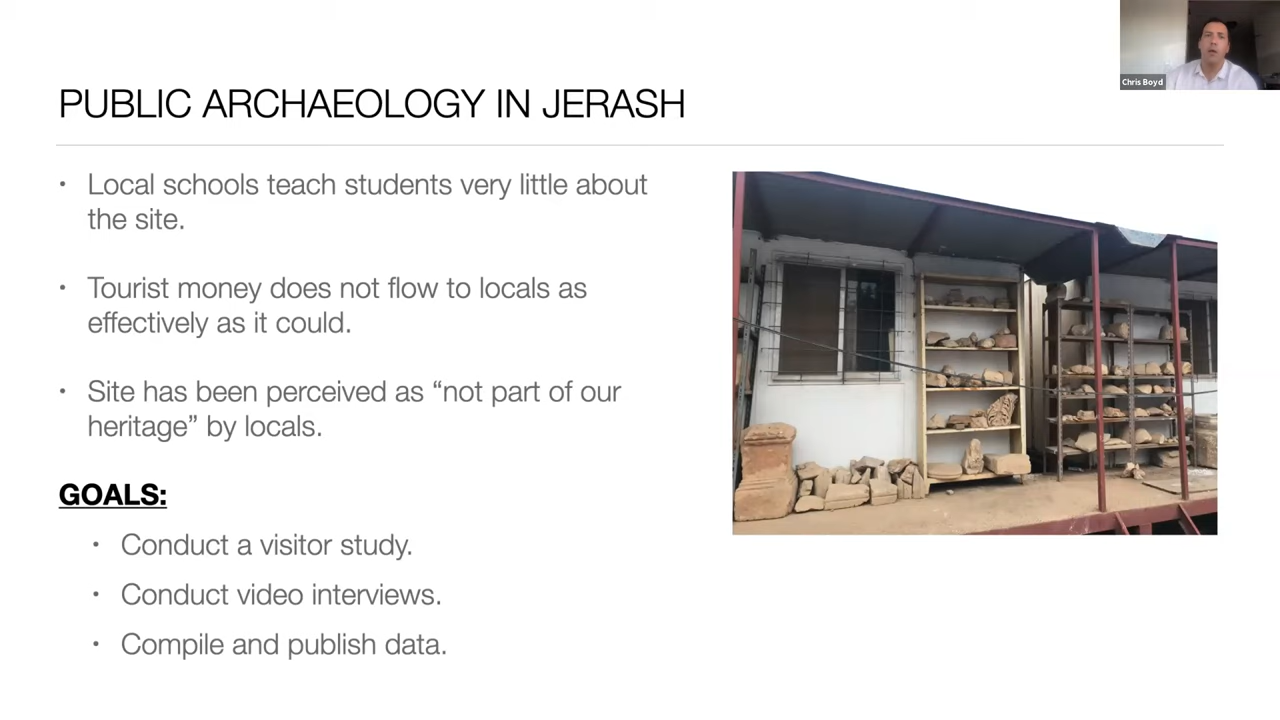 Chris Boyd
PUBLIC ARCHAEOLOGY IN JERASH
• Local schools teach students very little about
the site.
• Tourist money does not flow to locals as
effectively as it could.
• Site has been perceived as “not part of our
heritage” by locals.
GOALS:
• Conduct a visitor study.
• Conduct video interviews.
• Compile and publish data.